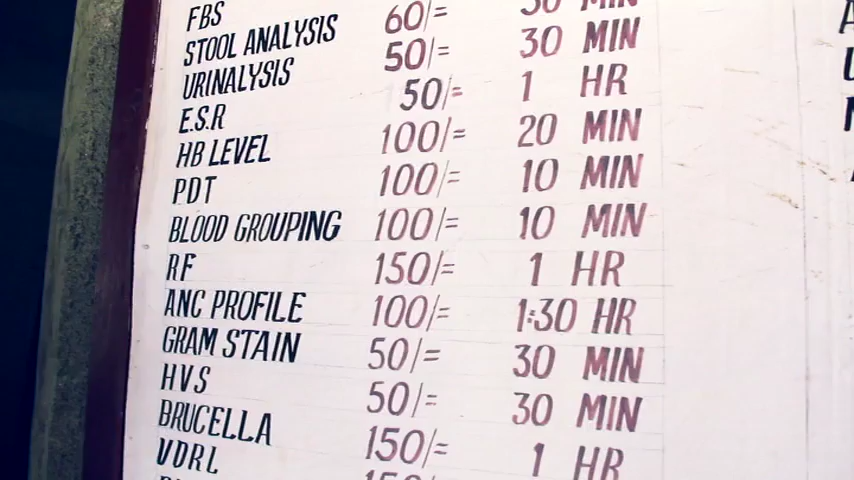 FBS
STOOL ANALYSIS 60/= 30 MIN
URINALYSIS 50/= 30 MIN
E.S.R 50/= 1 HR
HB LEVEL 100/= 20 MIN
PDT 100/= 10 MIN
BLOOD GROUPING 100/= 10 MIN
RF 150/= 1 HR
ANC PROFILE 100/= 1:30 HR
GRAM STAIN 50/= 30 MIN
HVS 50/= 30 MIN
BRUCELLA 150/= 1 HR
VDRL 150/=